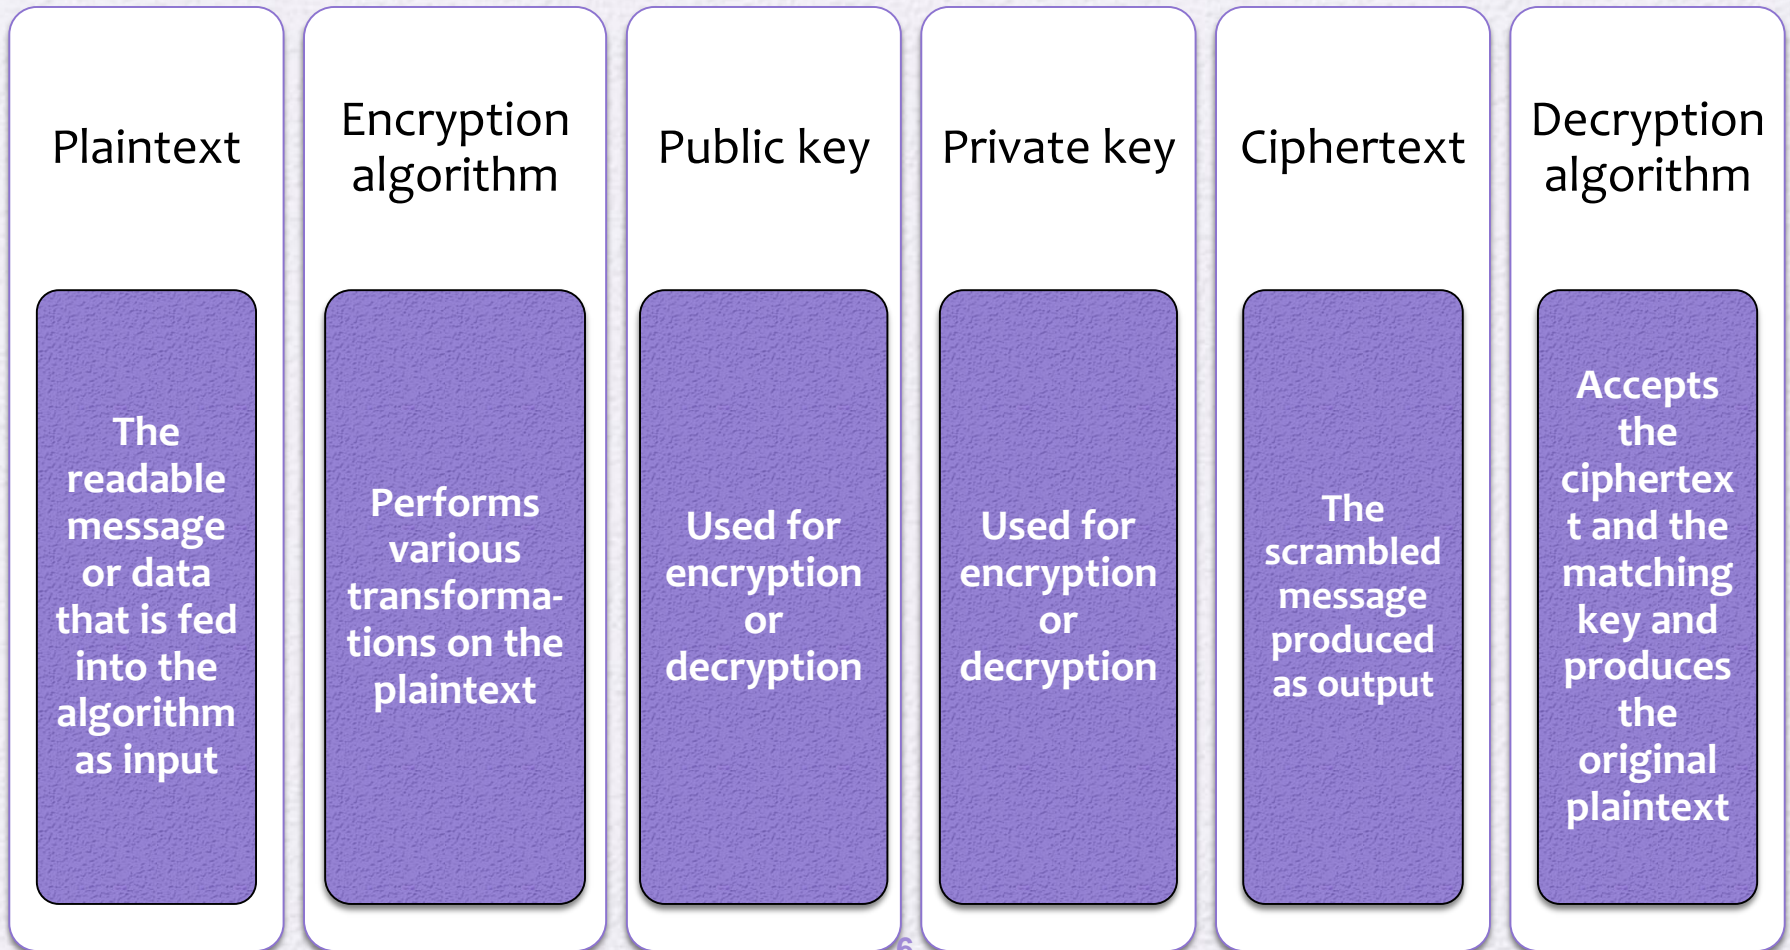 Plaintext
The
readable
message
or data
that is fed
into the
algorithm
as input
Encryption
algorithm
Performs
various
transforma-
tions on the
plaintext
Public key
Used for
encryption
or
decryption
Private key
Used for
encryption
or
decryption
Ciphertext
The
scrambled
message
produced
as output
Decryption
algorithm
Accepts
the
ciphertex
t and the
matching
key and
produces
the
original
plaintext
6